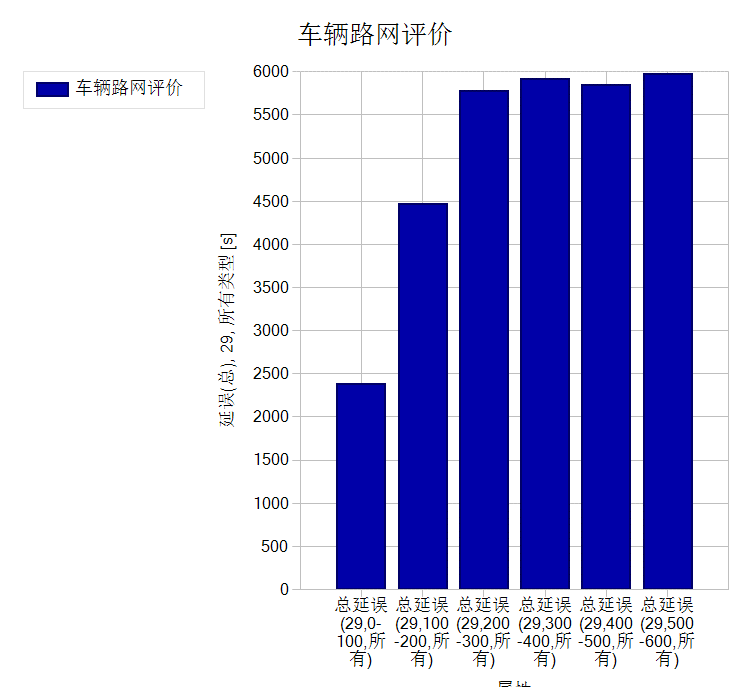 车辆路网评价
车辆路网评价
延误(总), 29, 所有类型 [s]
6000
5500
5000
4500
4000
3500
3000
2500
2000
1500
1000
500
0
总延误
(29,0-
100,所
有)
总延误
(29,100
-200,所
有)
总延误
(29,200
-300,所
有)
总延误
(29,300
-400,所
有)
总延误
(29,400
-500,所
有)
总延误
(29,500
-600,所
有)